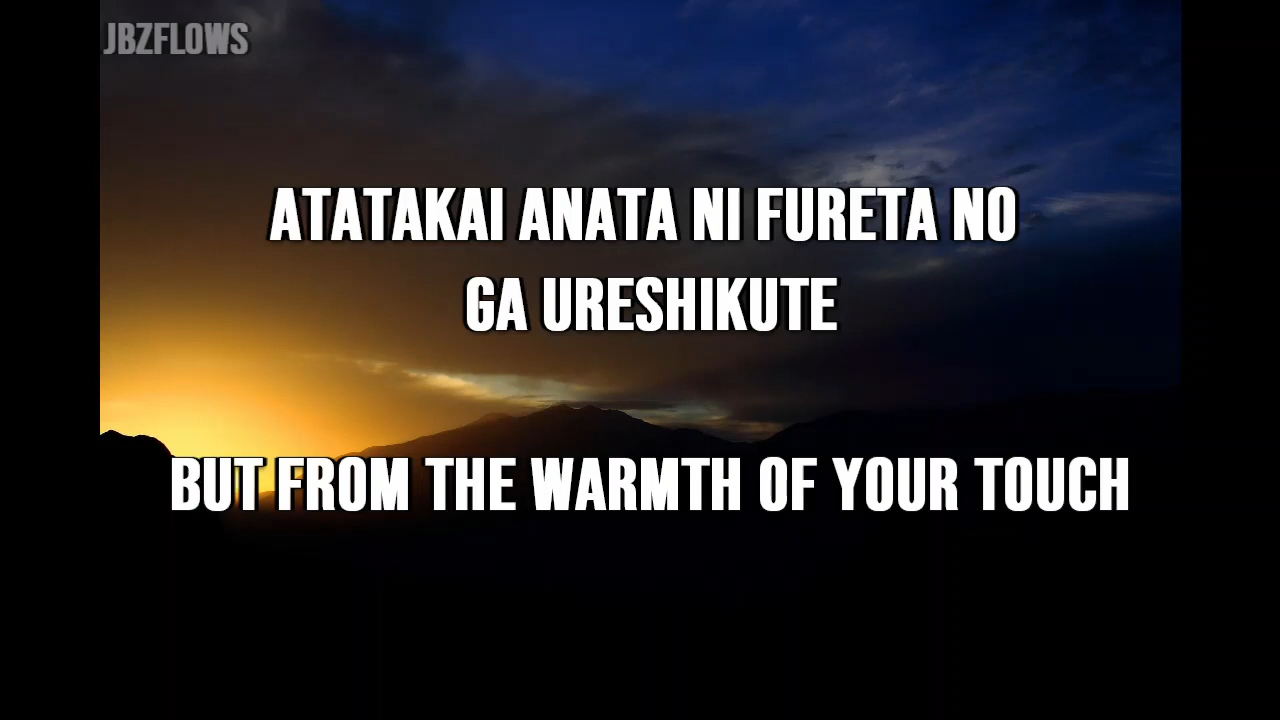 JBZFLOWS
ATATAKAI ANATA NI FURETA NO
GA URESHIKUTE
BUT FROM THE WARMTH OF YOUR TOUCH